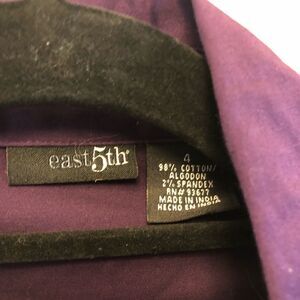 east5th®
4
98% COTTON/
ALGODON
2% SPANDEX
RN# 93677
MADE IN INDIA
HECHO EN INDIA